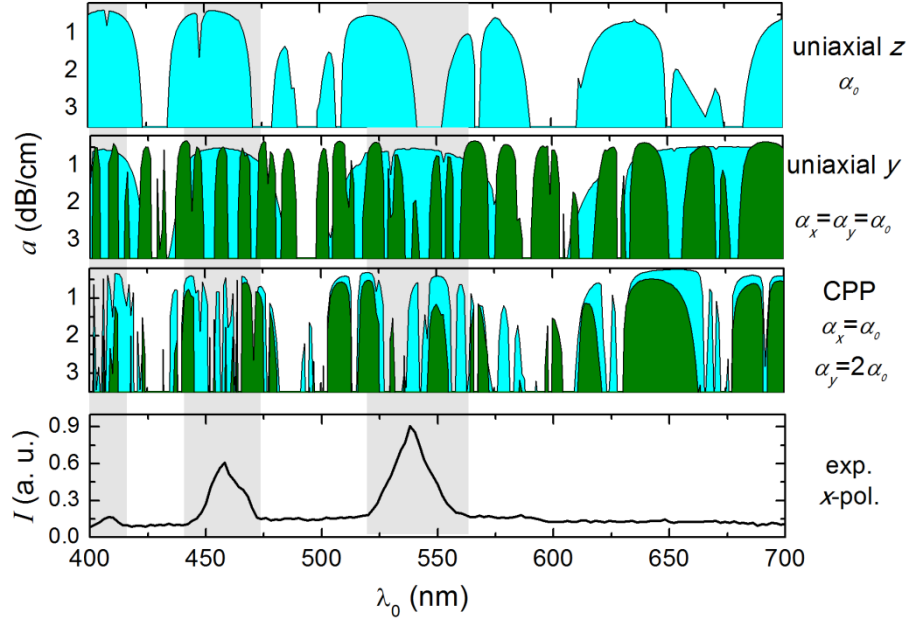 1
2
3
uniaxial z
α₀
1
2
3
uniaxial y
αₓ=αᵧ=α₀
1
2
3
CPP
αₓ=α₀
αᵧ=2α₀
a (dB/cm)
0.9
0.6
0.3
0.0
I (a. u.)
exp.
x-pol.
400 450 500 550 600 650 700
λ₀ (nm)